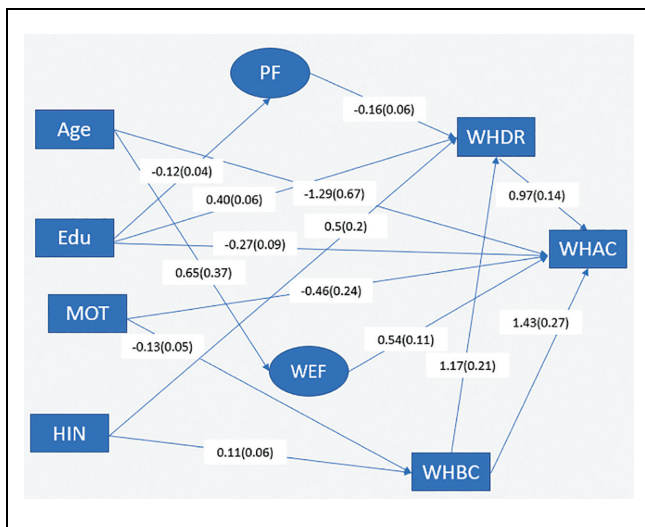 PF
-0.16(0.06)
Age
WHDR
-0.12(0.04)
0.40(0.06)
-1.29(0.67)
0.97(0.14)
0.5(0.2)
Edu
-0.27(0.09)
WHAC
0.65(0.37)
-0.46(0.24)
MOT
1.43(0.27)
0.54(0.11)
-0.13(0.05)
WEF
1.17(0.21)
HIN
0.11(0.06)
WHBC